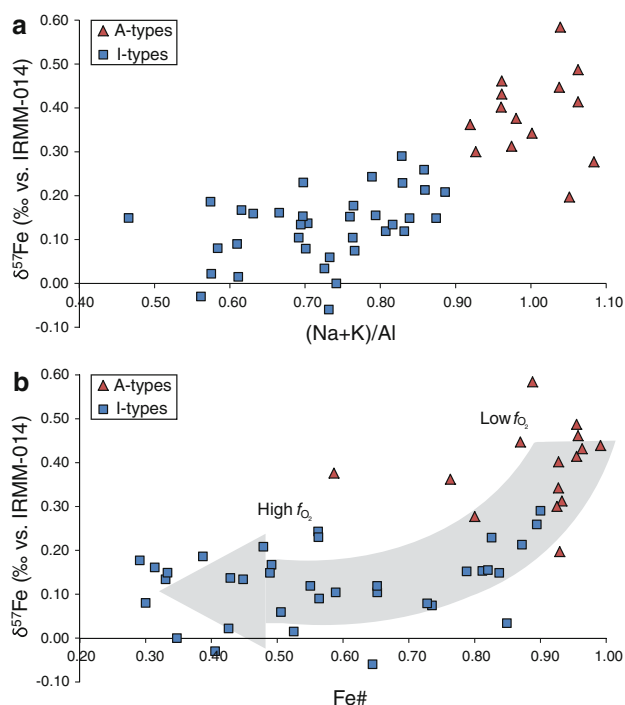 a
A-types
I-types
0.60
0.50
0.40
0.30
0.20
0.10
0.00
-0.10
δ⁵⁷Fe (‰ vs. IRMM-014)
0.40 0.50 0.60 0.70 0.80 0.90 1.00 1.10
(Na+K)/Al
b
A-types
I-types
0.60
0.50
0.40
0.30
0.20
0.10
0.00
-0.10
δ⁵⁷Fe (‰ vs. IRMM-014)
Low fO₂
High fO₂
0.20 0.30 0.40 0.50 0.60 0.70 0.80 0.90 1.00
Fe#